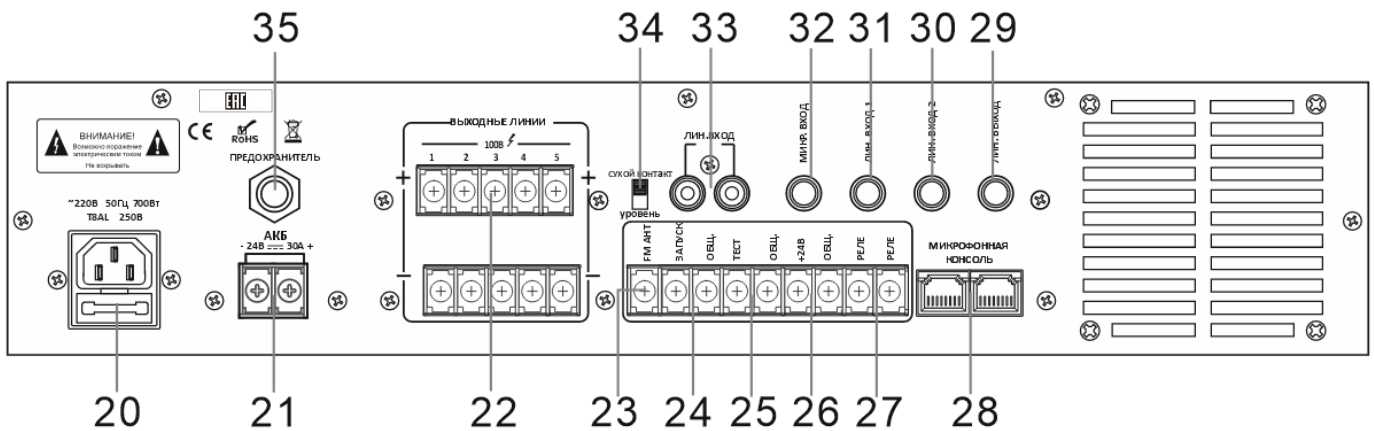 35
34
33
32
31
30
29
EAC
CE
RoHS
ВНИМАНИЕ!
Возможно поражение
электрическим током
Не вскрывать
ПРЕДОХРАНИТЕЛЬ
~220В 50Гц 700Вт
T8AL 250В
АКБ
- 24В 30А +
ВЫХОДНЫЕ ЛИНИИ
100В
1 2 3 4 5
+ +
- -
сухой контакт
уровень
ЛИН.ВХОД
МИКР. ВХОД
ЛИН. ВХОД 1
ЛИН. ВХОД 2
ЛИН. ВЫХОД
FM АНТ
ЗАПУСК
ОБЩ.
ТЕСТ
ОБЩ.
+24В
ОБЩ.
РЕЛЕ
РЕЛЕ
МИКРОФОННАЯ
КОНСОЛЬ
20
21
22
23
24
25
26
27
28